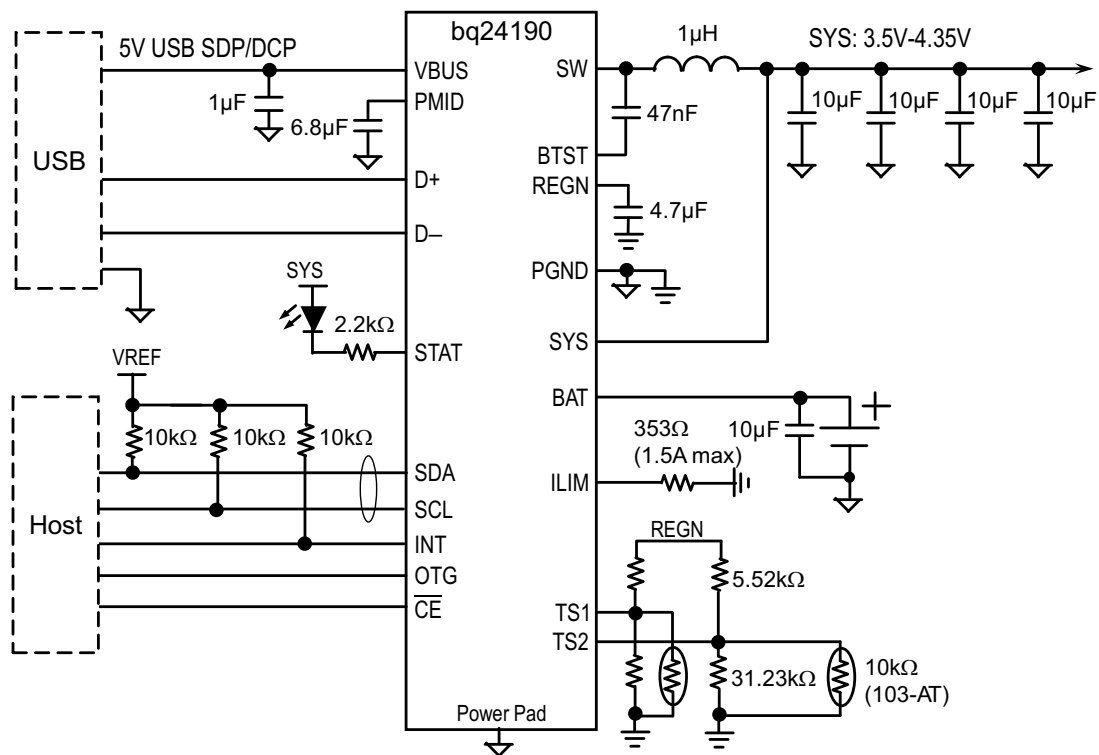 bq24190
5V USB SDP/DCP
1µH
SYS: 3.5V-4.35V
VBUS
SW
PMID
1µF
6.8µF
47nF
10µF
10µF
10µF
10µF
USB
BTST
D+
REGN
4.7µF
D–
PGND
SYS
2.2kΩ
STAT
SYS
VREF
BAT
10kΩ
10kΩ
10kΩ
353Ω
(1.5A max)
10µF
+
SDA
ILIM
SCL
Host
INT
REGN
OTG
5.52kΩ
CE
TS1
TS2
31.23kΩ
10kΩ
(103-AT)
Power Pad